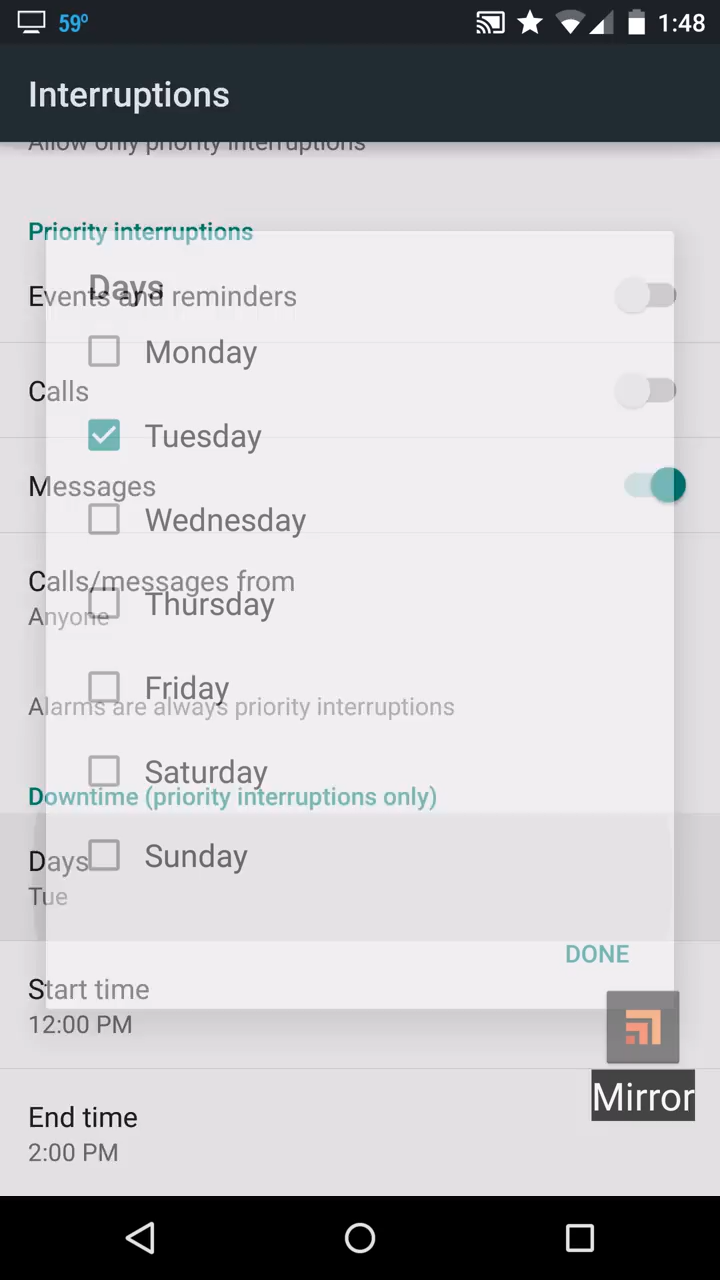 59º
1:48
Interruptions
Allow only priority interruptions
Priority interruptions
Days
Events and reminders
Monday
Calls
Tuesday
Messages
Wednesday
Calls/messages from
Thursday
Anyone
Friday
Alarms are always priority interruptions
Saturday
Downtime (priority interruptions only)
Sunday
Days
Tue
DONE
Start time
12:00 PM
Mirror
End time
2:00 PM